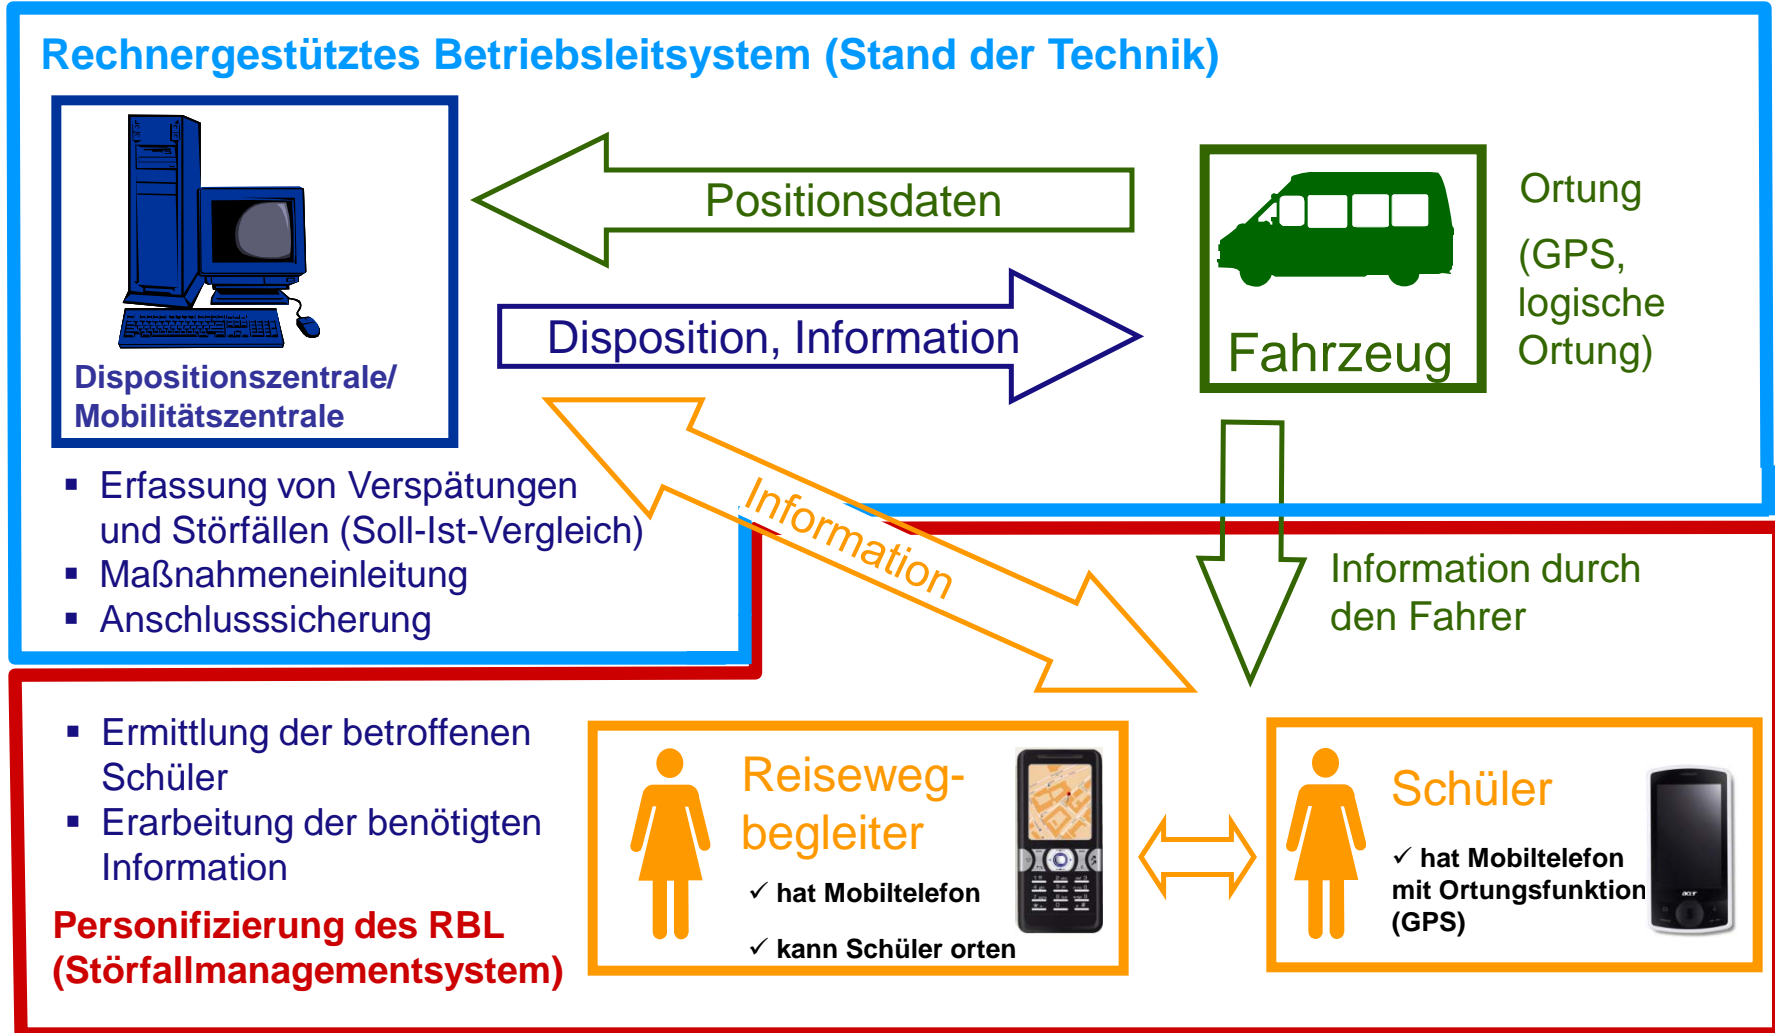 Rechnergestütztes Betriebsleitsystem (Stand der Technik)
Dispositionszentrale/
Mobilitätszentrale
Positionsdaten
Disposition, Information
Fahrzeug
Ortung
(GPS,
logische
Ortung)
▪ Erfassung von Verspätungen
und Störfällen (Soll-Ist-Vergleich)
▪ Maßnahmeneinleitung
▪ Anschlusssicherung
Information
Information durch
den Fahrer
▪ Ermittlung der betroffenen
Schüler
▪ Erarbeitung der benötigten
Information
Personifizierung des RBL
(Störfallmanagementsystem)
Reiseweg-
begleiter
✓ hat Mobiltelefon
✓ kann Schüler orten
Schüler
✓ hat Mobiltelefon
mit Ortungsfunktion
(GPS)
acer